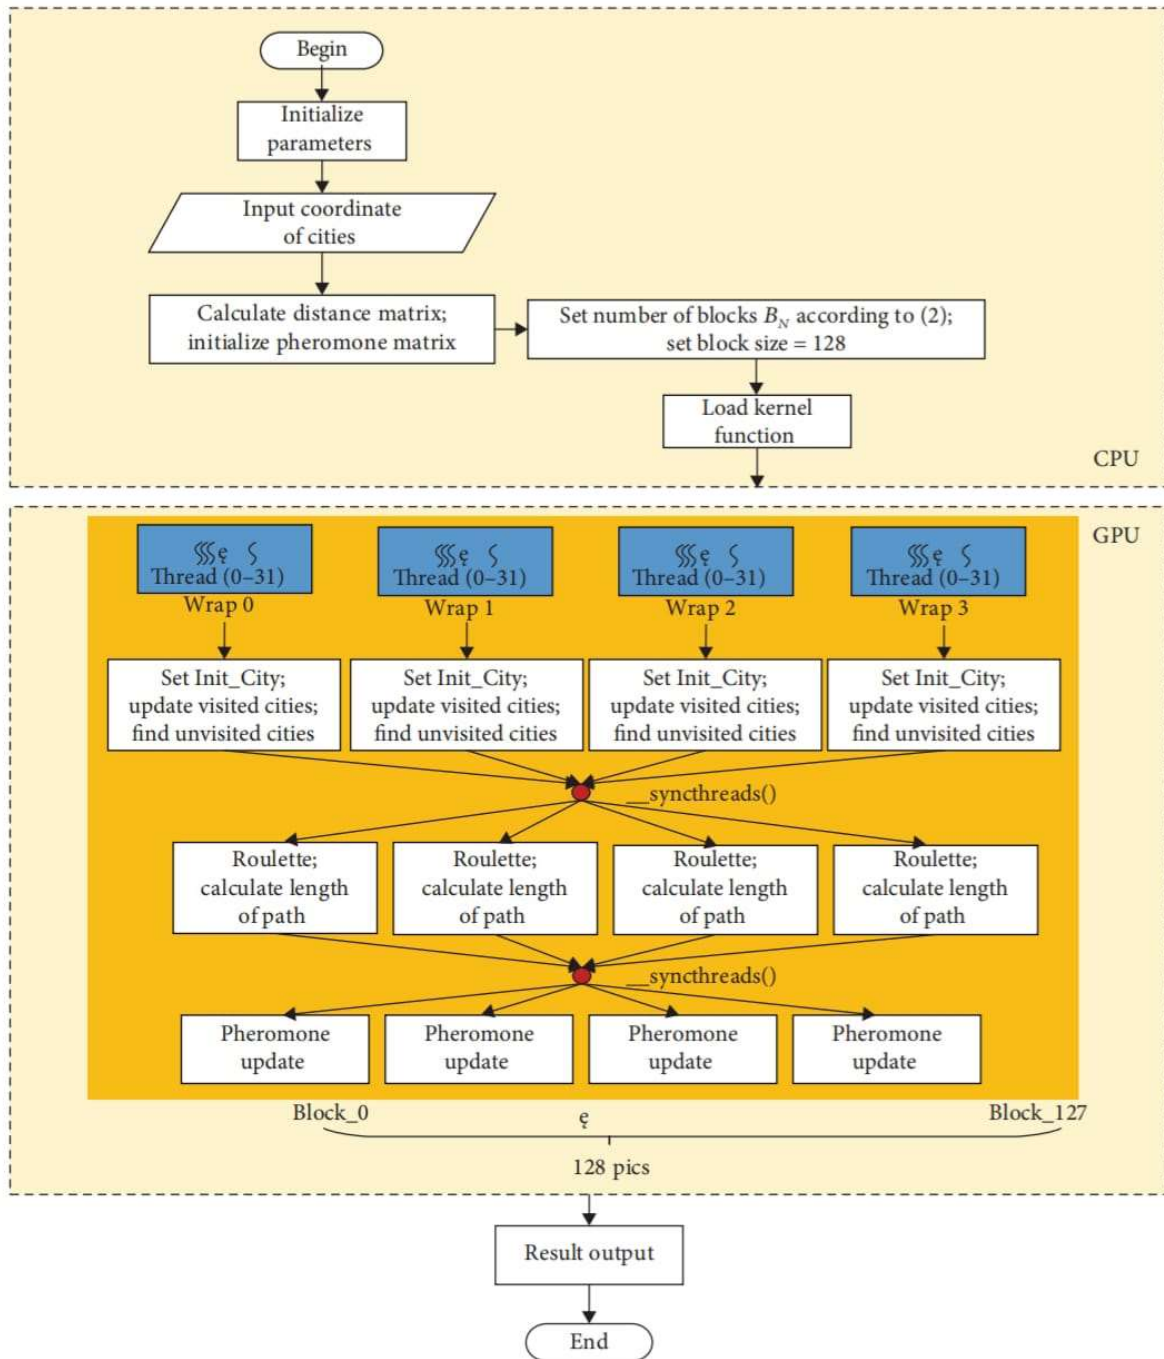 Begin
Initialize
parameters
Input coordinate
of cities
Calculate distance matrix;
initialize pheromone matrix
Set number of blocks B_N according to (2);
set block size = 128
Load kernel
function
CPU
GPU
ę
Thread (0–31)
Wrap 0
ę
Thread (0–31)
Wrap 1
ę
Thread (0–31)
Wrap 2
ę
Thread (0–31)
Wrap 3
Set Init_City;
update visited cities;
find unvisited cities
Set Init_City;
update visited cities;
find unvisited cities
Set Init_City;
update visited cities;
find unvisited cities
Set Init_City;
update visited cities;
find unvisited cities
__syncthreads()
Roulette;
calculate length
of path
Roulette;
calculate length
of path
Roulette;
calculate length
of path
Roulette;
calculate length
of path
__syncthreads()
Pheromone
update
Pheromone
update
Pheromone
update
Pheromone
update
Block_0
ę
Block_127
128 pics
Result output
End